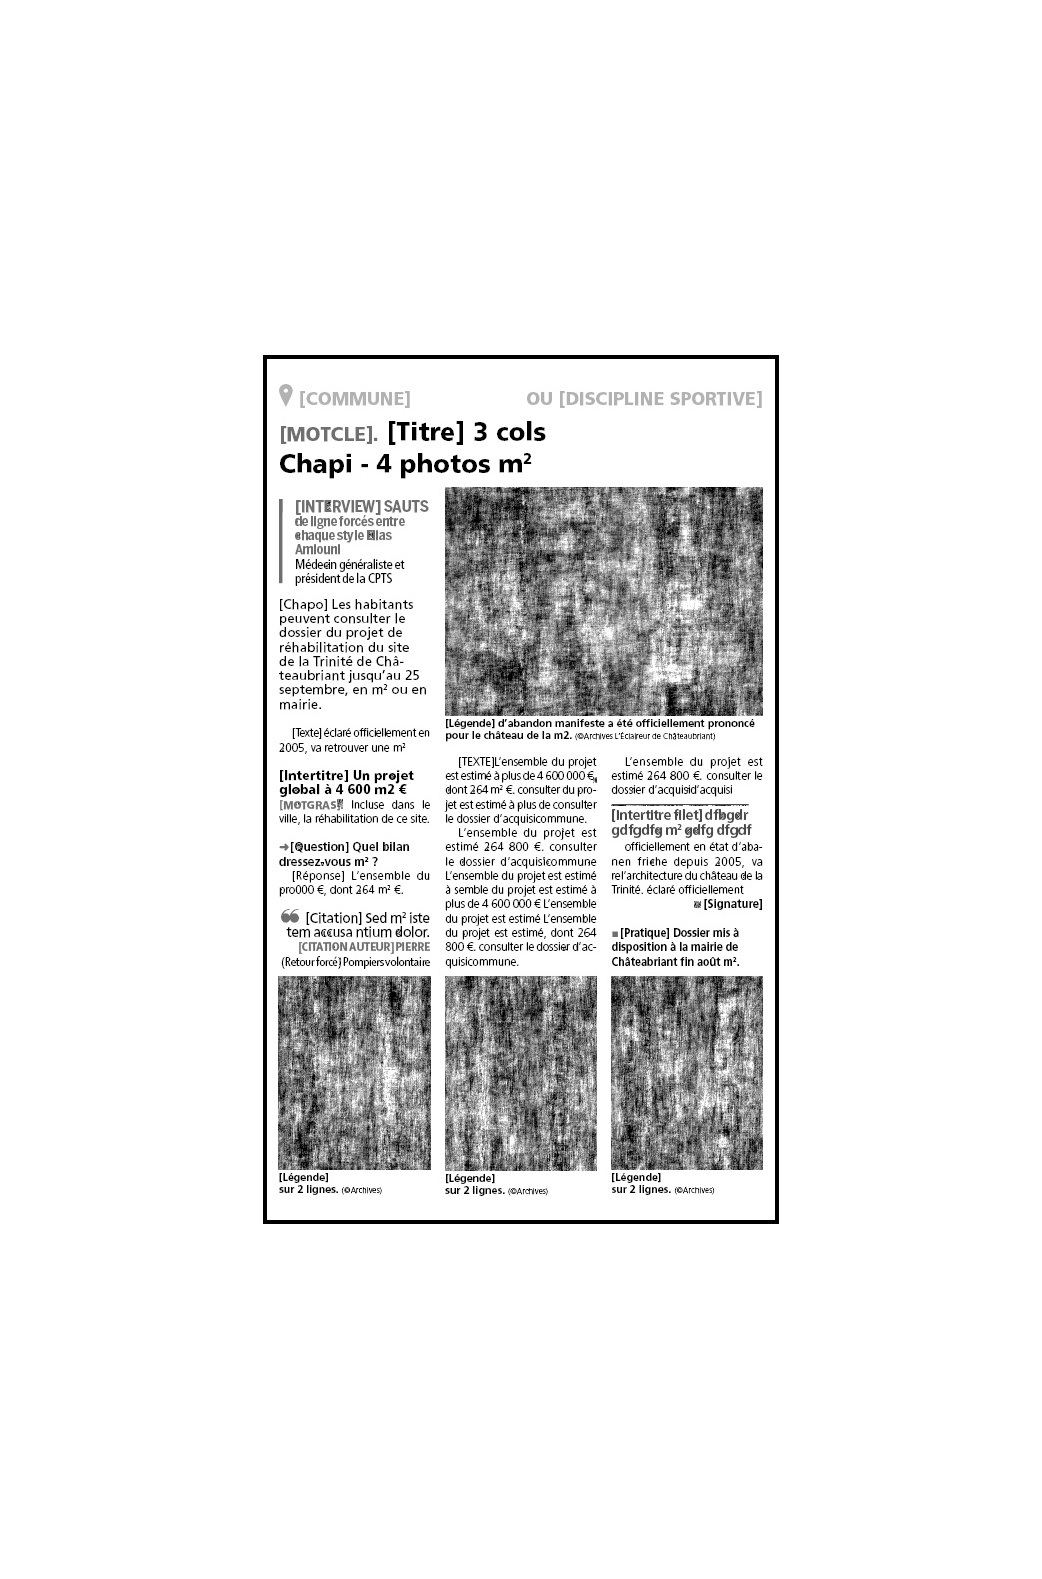 [COMMUNE] OU [DISCIPLINE SPORTIVE]
[MOTCLE]. [Titre] 3 cols
Chapi - 4 photos m²
[INTERVIEW] SAUTS
de ligne forcés entre
chaque style Elias
Amlouni
Médecin généraliste et
président de la CPTS
[Chapo] Les habitants
peuvent consulter le
dossier du projet de
réhabilitation du site
de la Trinité de Châ-
teaubriant jusqu'au 25
septembre, en m² ou en
mairie.
[Texte] éclaré officiellement en
2005, va retrouver une m²
[Intertitre] Un projet
global à 4 600 m2 €
[MOTGRAS] Incluse dans le
ville, la réhabilitation de ce site.
➜[Question] Quel bilan
dressez-vous m² ?
[Réponse] L'ensemble du
pro000 €, dont 264 m² €.
[Citation] Sed m² iste
tem accusa ntium dolor.
[CITATION AUTEUR] PIERRE
(Retour forcé) Pompiers volontaire
[Légende] d'abandon manifeste a été officiellement prononcé
pour le château de la m2. (©Archives L'Éclaireur de Châteaubriant)
[TEXTE]L'ensemble du projet
est estimé à plus de 4 600 000 €,
dont 264 m² €. consulter du pro-
jet est estimé à plus de consulter
le dossier d'acquisicommune.
L'ensemble du projet est
estimé 264 800 €. consulter
le dossier d'acquisicommune
L'ensemble du projet est estimé
à semble du projet est estimé à
plus de 4 600 000 € L'ensemble
du projet est estimé L'ensemble
du projet est estimé, dont 264
800 €. consulter le dossier d'ac-
quisicommune.
L'ensemble du projet est
estimé 264 800 €. consulter le
dossier d'acquisid'acquisi
[Intertitre filet] dfbgdr
gdfgdfg m² gdfg dfgdf
officiellement en état d'aba-
nen friche depuis 2005, va
rel'architecture du château de la
Trinité. éclaré officiellement
[Signature]
■ [Pratique] Dossier mis à
disposition à la mairie de
Châteabriant fin août m².
[Légende]
sur 2 lignes. (©Archives)
[Légende]
sur 2 lignes. (©Archives)
[Légende]
sur 2 lignes. (©Archives)